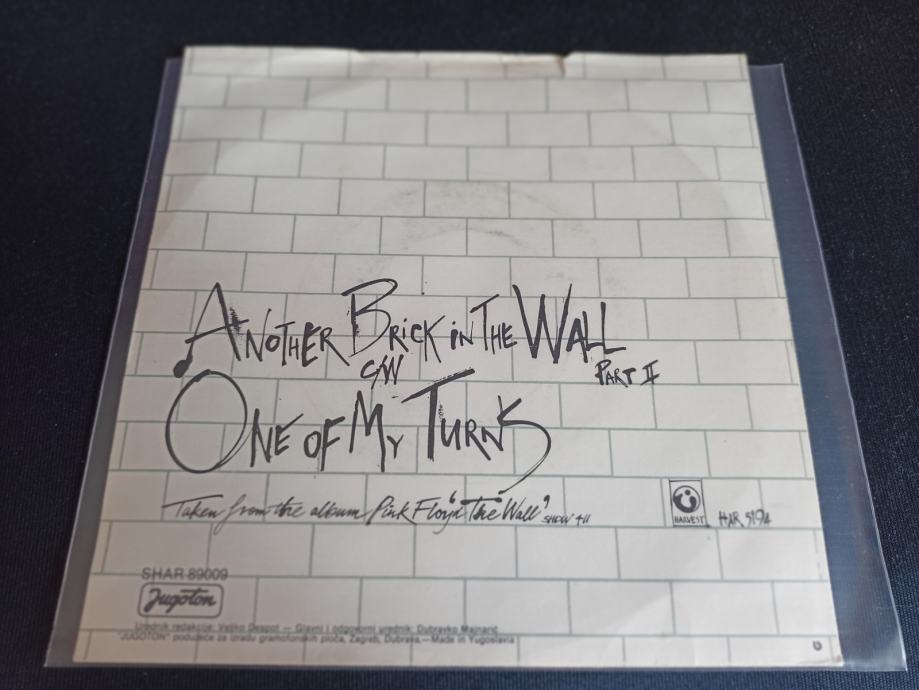 ANOTHER BRICK IN THE WALL
C/W PART II
ONE OF MY TURNS
Taken from the album Pink Floyd 'The Wall' SHDW 411
HARVEST HAR 5194
SHAR 89009
Jugoton
Urednik redakcije: Veljko Despot — Glavni i odgovorni urednik: Dubravko Majnarić
"JUGOTON" poduzeće za izradu gramofonskih ploča, Zagreb, Dubrava,—Made in Yugoslavia